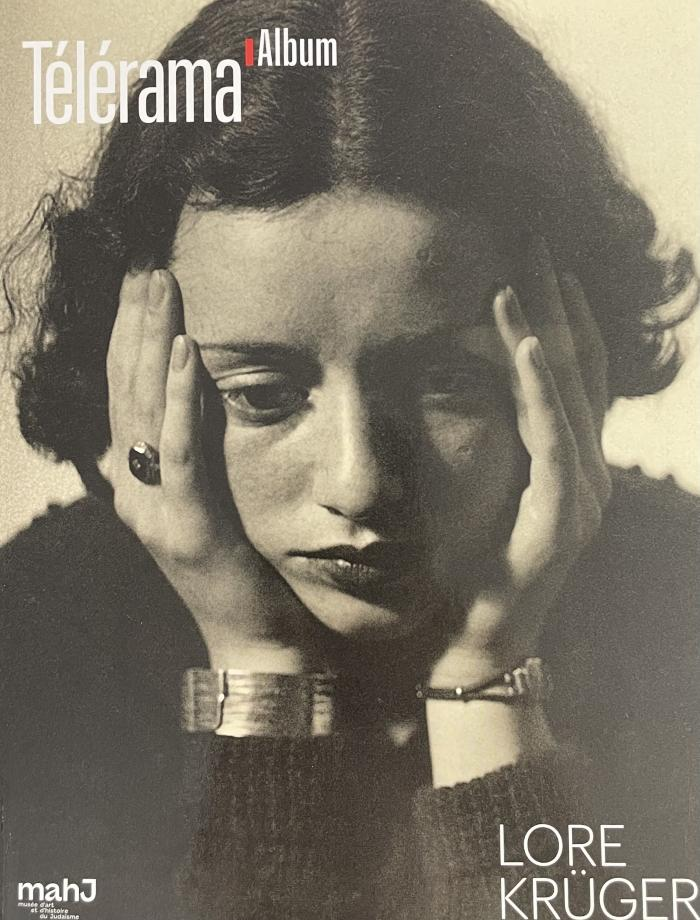 Télérama
Album
LORE
KRÜGER
mahJ
musée d'art
et d'histoire
du Judaïsme